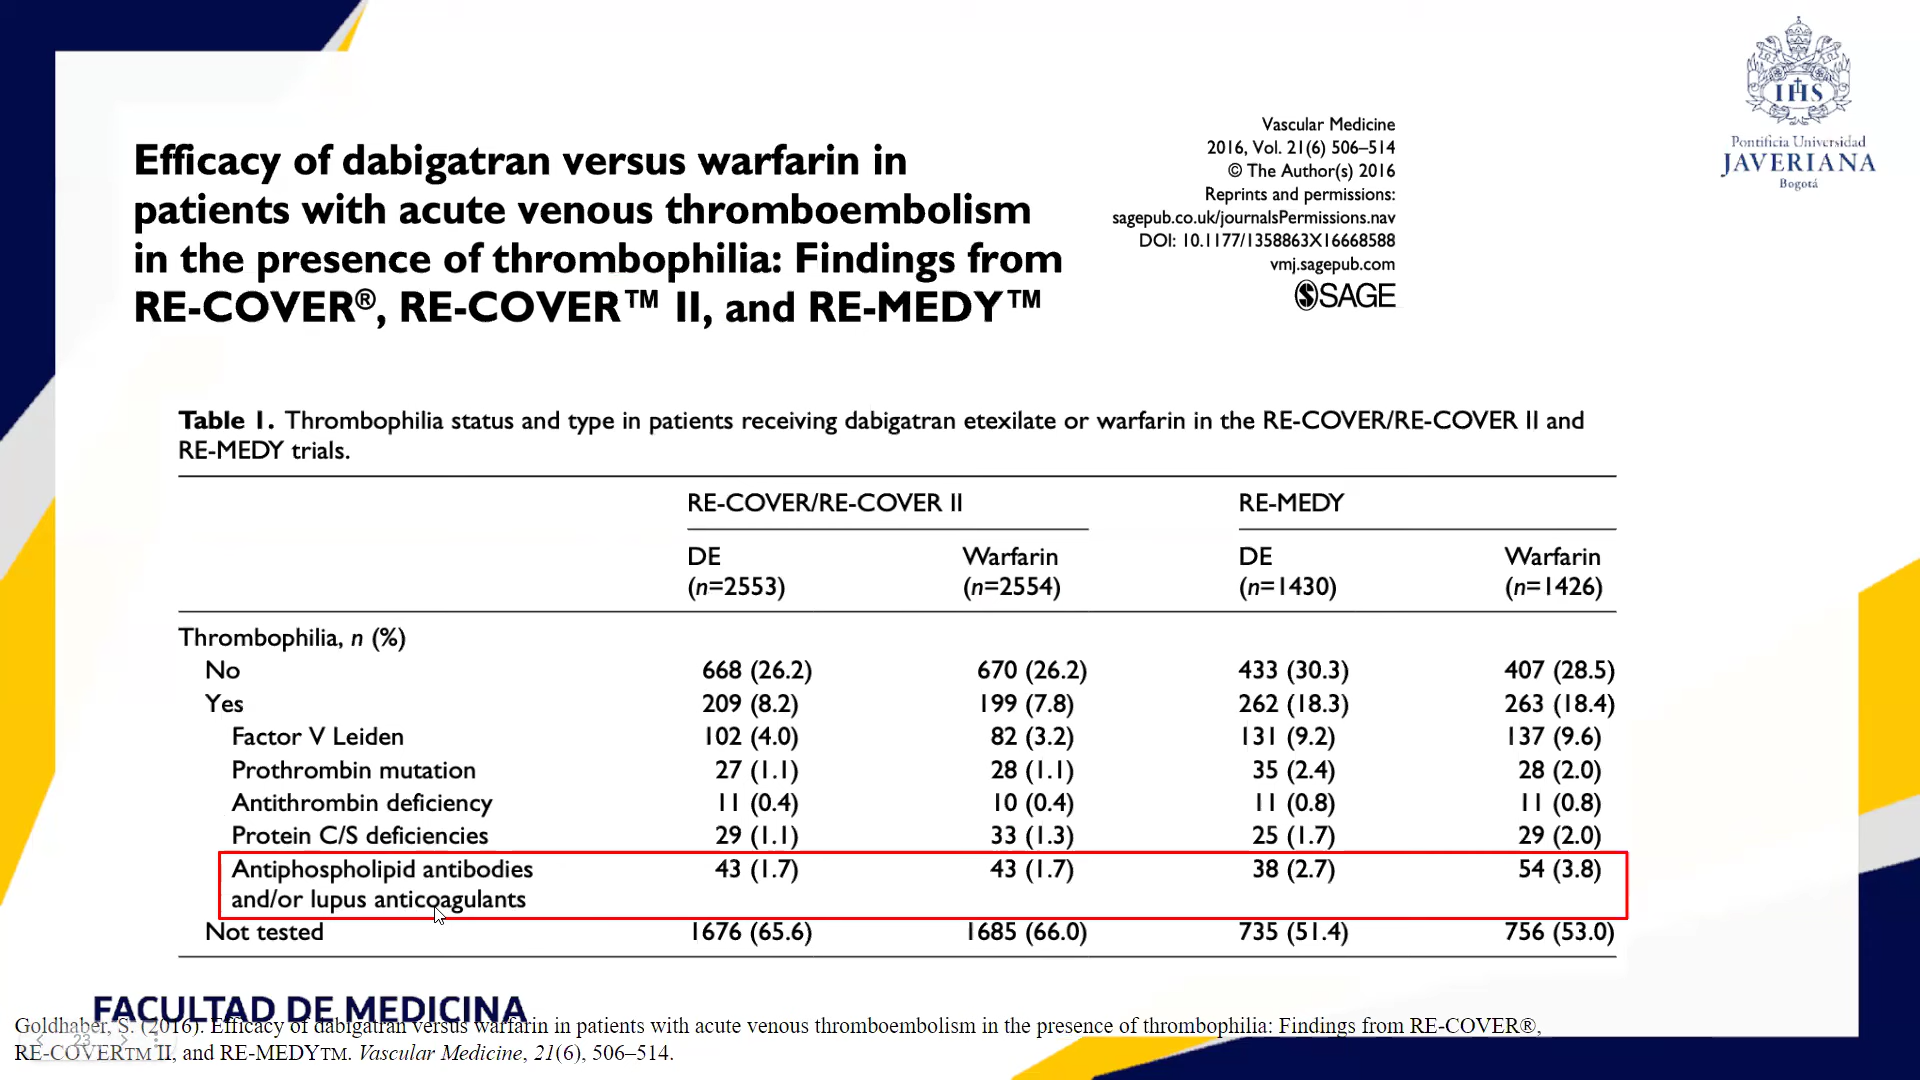 IHS
Pontificia Universidad
JAVERIANA
Bogotá
Vascular Medicine
2016, Vol. 21(6) 506–514
© The Author(s) 2016
Reprints and permissions:
sagepub.co.uk/journalsPermissions.nav
DOI: 10.1177/1358863X16668588
vmj.sagepub.com
SAGE
Efficacy of dabigatran versus warfarin in
patients with acute venous thromboembolism
in the presence of thrombophilia: Findings from
RE-COVER®, RE-COVER™ II, and RE-MEDY™
Table 1. Thrombophilia status and type in patients receiving dabigatran etexilate or warfarin in the RE-COVER/RE-COVER II and
RE-MEDY trials.
RE-COVER/RE-COVER II RE-MEDY
DE Warfarin DE Warfarin
(n=2553) (n=2554) (n=1430) (n=1426)
Thrombophilia, n (%)
No 668 (26.2) 670 (26.2) 433 (30.3) 407 (28.5)
Yes 209 (8.2) 199 (7.8) 262 (18.3) 263 (18.4)
Factor V Leiden 102 (4.0) 82 (3.2) 131 (9.2) 137 (9.6)
Prothrombin mutation 27 (1.1) 28 (1.1) 35 (2.4) 28 (2.0)
Antithrombin deficiency 11 (0.4) 10 (0.4) 11 (0.8) 11 (0.8)
Protein C/S deficiencies 29 (1.1) 33 (1.3) 25 (1.7) 29 (2.0)
Antiphospholipid antibodies 43 (1.7) 43 (1.7) 38 (2.7) 54 (3.8)
and/or lupus anticoagulants
Not tested 1676 (65.6) 1685 (66.0) 735 (51.4) 756 (53.0)
FACULTAD DE MEDICINA
Goldhaber, S. (2016). Efficacy of dabigatran versus warfarin in patients with acute venous thromboembolism in the presence of thrombophilia: Findings from RE-COVER®,
23
RE-COVER™ II, and RE-MEDY™. Vascular Medicine, 21(6), 506–514.